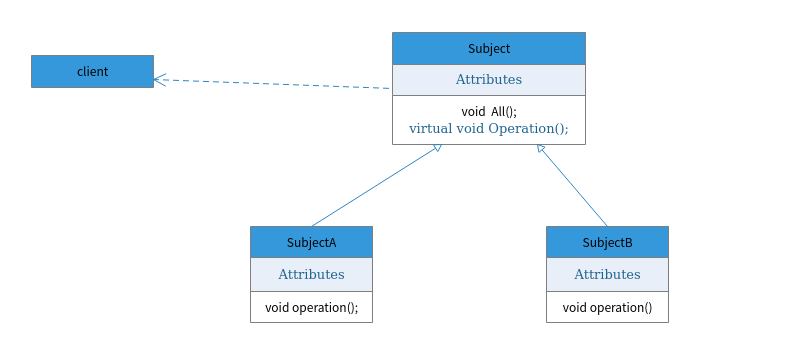 client
Subject
Attributes
void All();
virtual void Operation();
SubjectA
Attributes
void operation();
SubjectB
Attributes
void operation()